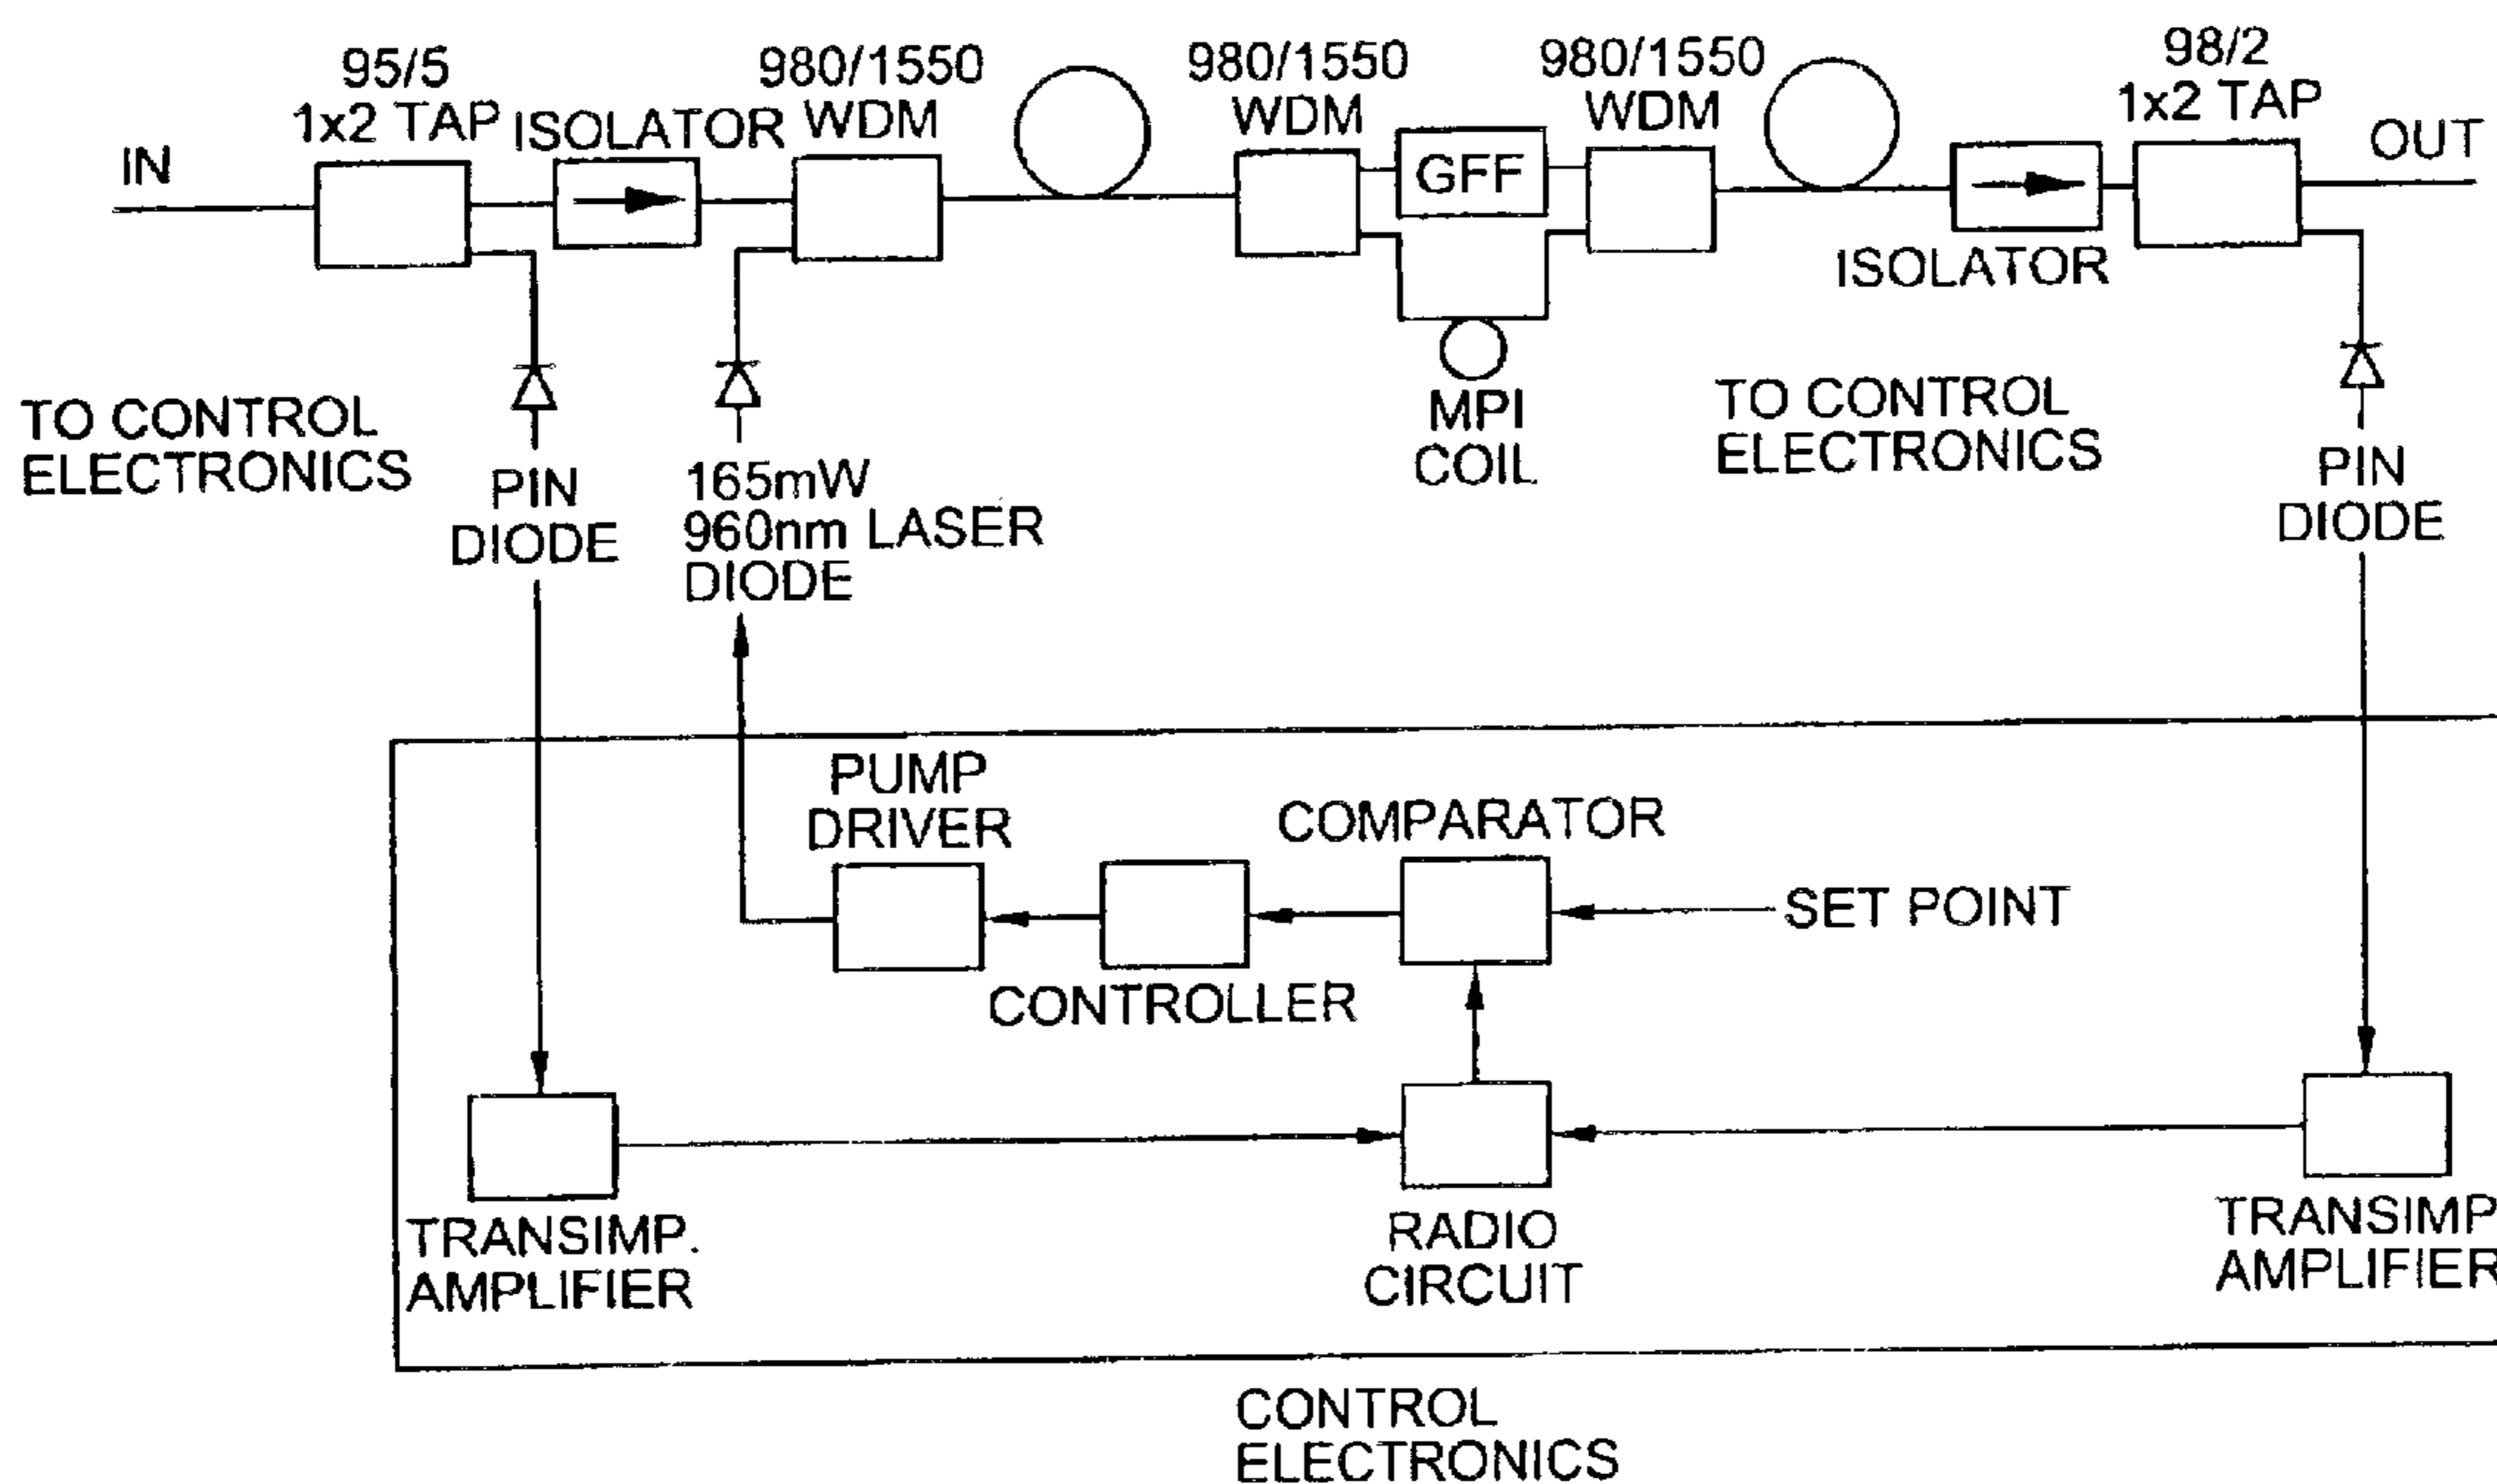 95/5
1x2 TAP
ISOLATOR
980/1550
WDM
980/1550
WDM
980/1550
WDM
98/2
1x2 TAP
IN
GFF
OUT
ISOLATOR
MPI
COIL
TO CONTROL
ELECTRONICS
PIN
DIODE
165mW
960nm LASER
DIODE
TO CONTROL
ELECTRONICS
PIN
DIODE
PUMP
DRIVER
COMPARATOR
SET POINT
CONTROLLER
TRANSIMP.
AMPLIFIER
RADIO
CIRCUIT
TRANSIMP
AMPLIFIER
CONTROL
ELECTRONICS